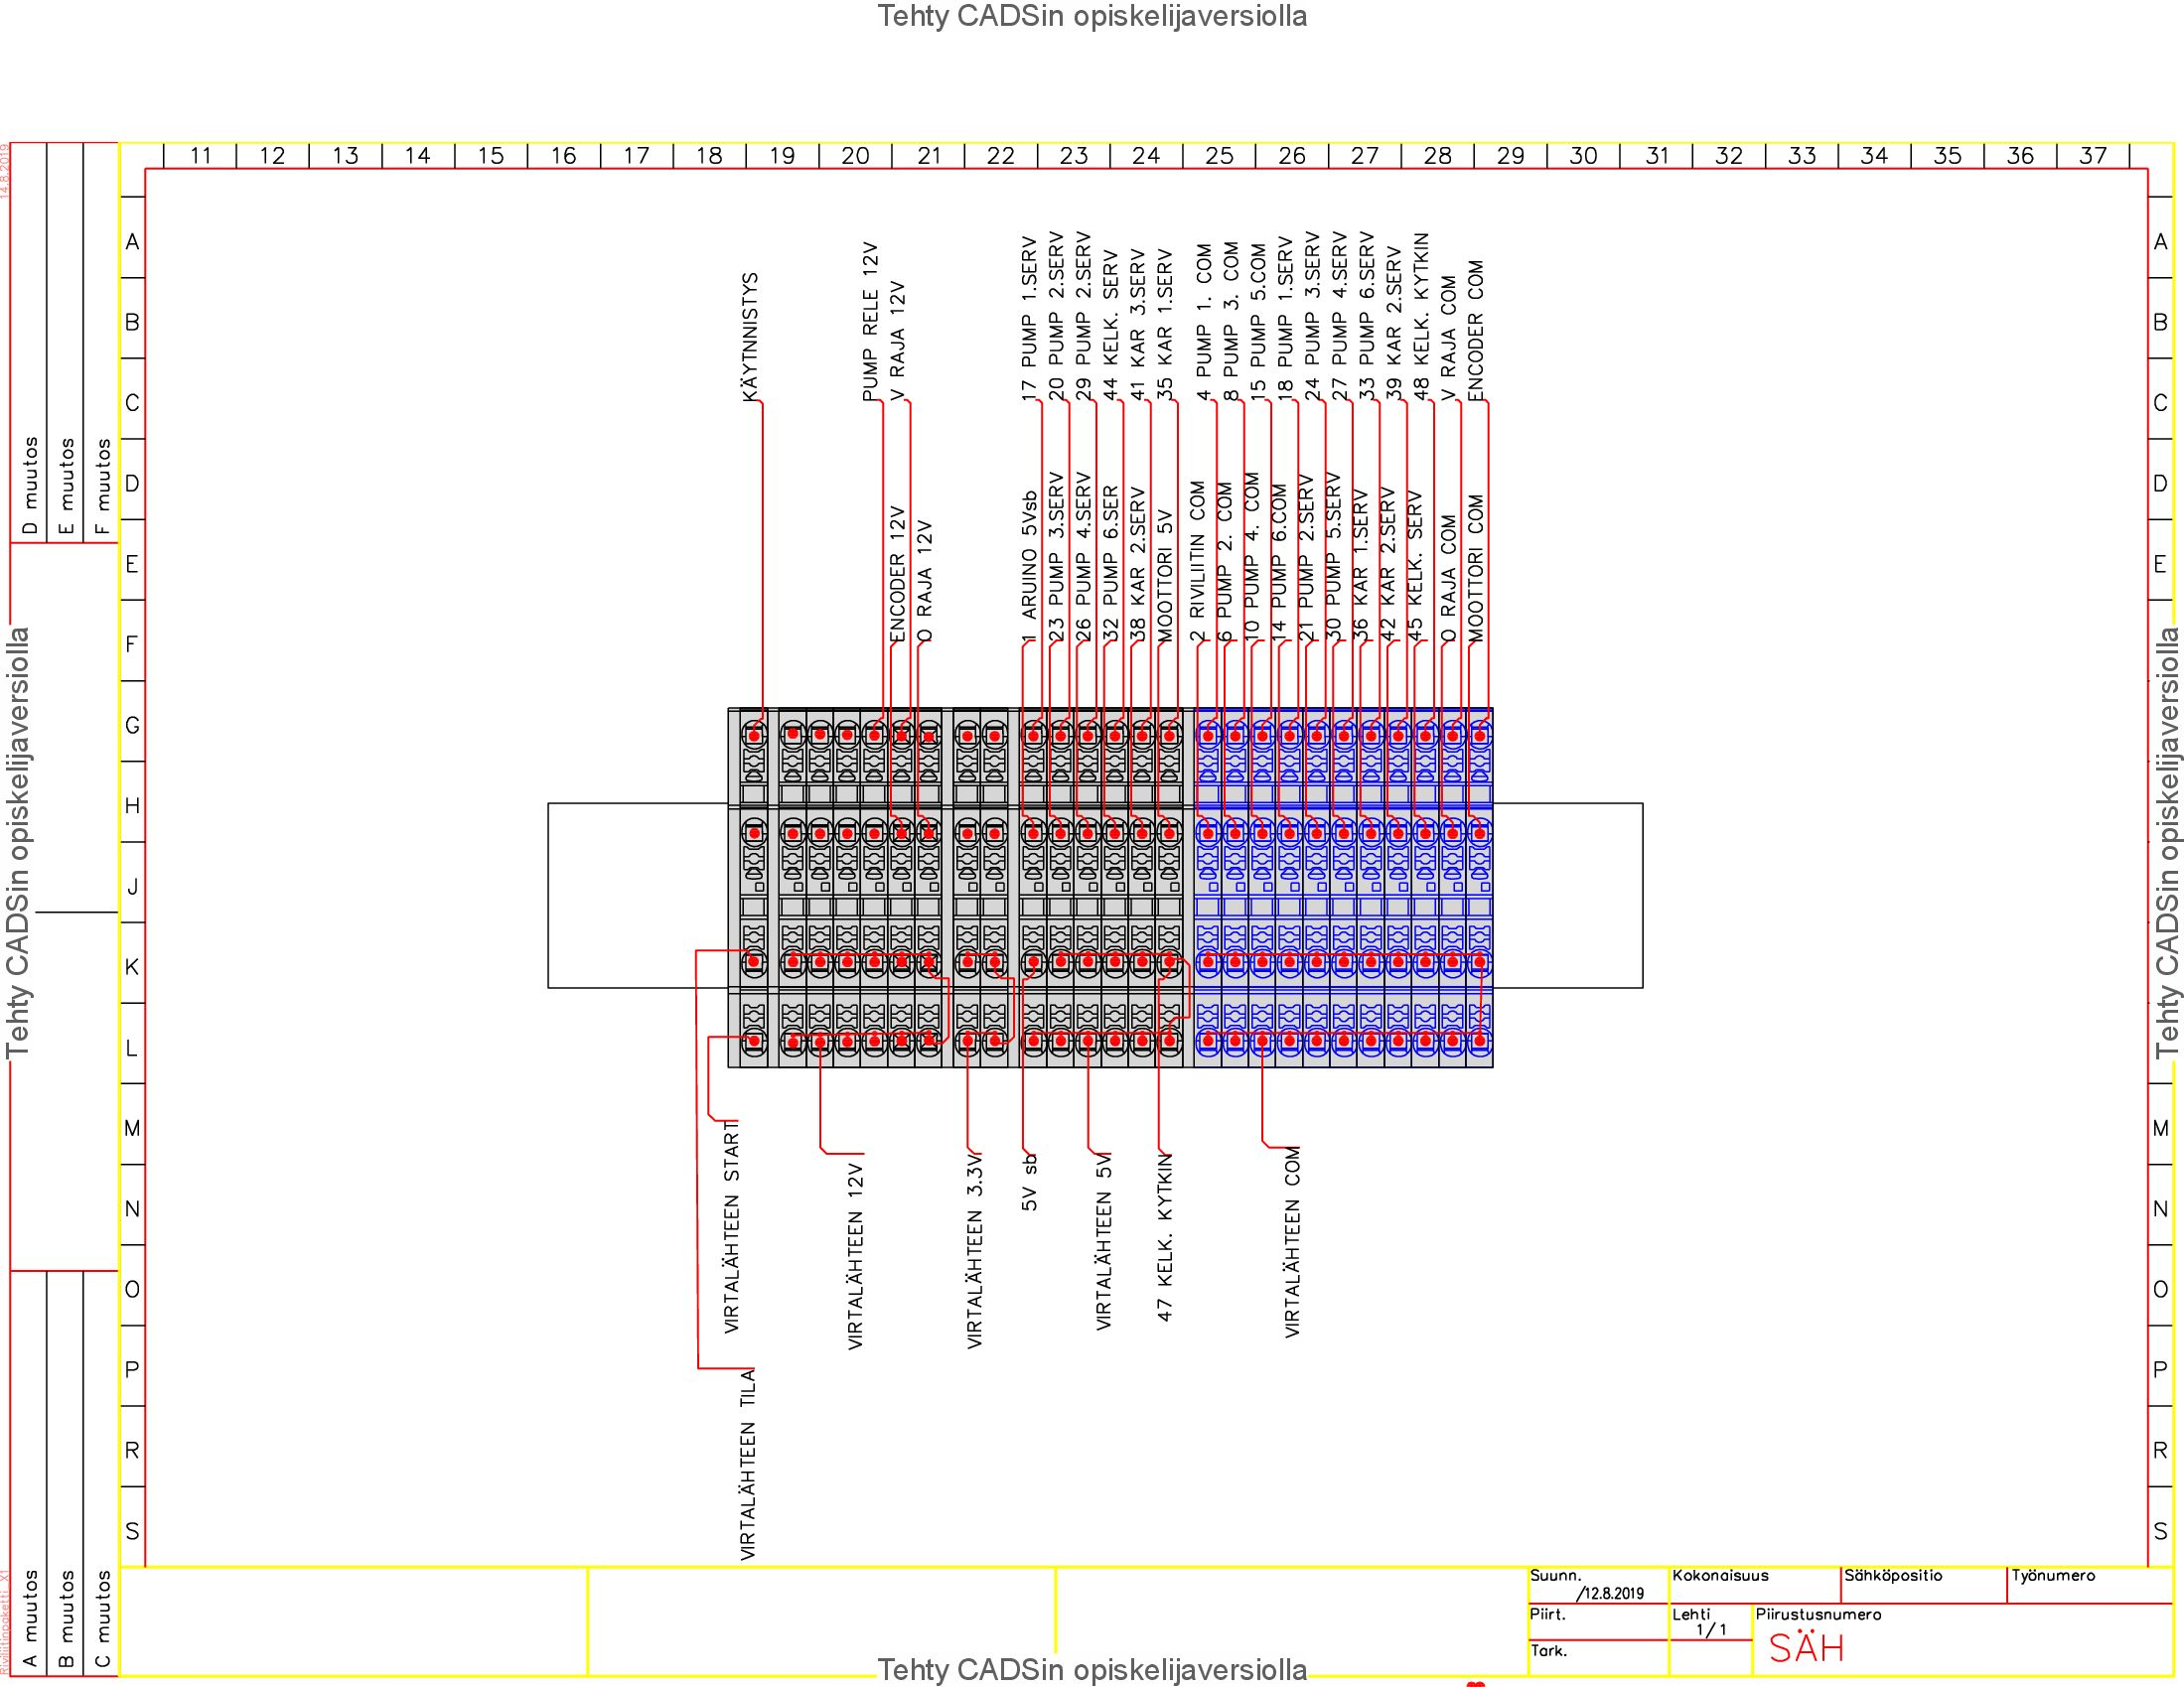 Tehty CADSin opiskelijaversiolla
14.8.2019
11 12 13 14 15 16 17 18 19 20 21 22 23 24 25 26 27 28 29 30 31 32 33 34 35 36 37
D muutos
E muutos
F muutos
A A
B B
C C
D D
E E
F F
G G
H H
J J
K K
L L
M M
N N
O O
P P
R R
S S
KÄYTNNISTYS
PUMP RELE 12V
V RAJA 12V
17 PUMP 1.SERV
20 PUMP 2.SERV
29 PUMP 2.SERV
44 KELK. SERV
41 KAR 3.SERV
35 KAR 1.SERV
4 PUMP 1. COM
8 PUMP 3. COM
15 PUMP 5.COM
18 PUMP 1.SERV
24 PUMP 3.SERV
27 PUMP 4.SERV
33 PUMP 6.SERV
39 KAR 2.SERV
48 KELK. KYTKIN
V RAJA COM
ENCODER COM
ENCODER 12V
O RAJA 12V
1 ARUINO 5Vsb
23 PUMP 3.SERV
26 PUMP 4.SERV
32 PUMP 6.SER
38 KAR 2.SERV
MOOTTORI 5V
2 RIVILIITIN COM
6 PUMP 2. COM
10 PUMP 4. COM
14 PUMP 6.COM
21 PUMP 2.SERV
30 PUMP 5.SERV
36 KAR 1.SERV
42 KAR 2.SERV
45 KELK. SERV
O RAJA COM
MOOTTORI COM
Tehty CADSin opiskelijaversiolla
Tehty CADSin opiskelijaversiolla
VIRTALÄHTEEN START
VIRTALÄHTEEN TILA
VIRTALÄHTEEN 12V
VIRTALÄHTEEN 3.3V
5V sb
VIRTALÄHTEEN 5V
47 KELK. KYTKIN
VIRTALÄHTEEN COM
A muutos
B muutos
C muutos
Riviliitinpaketti_X1
Suunn.
/12.8.2019
Kokonaisuus
Sähköpositio
Työnumero
Piirt.
Lehti
1/1
Piirustusnumero
SÄH
Tark.
Tehty CADSin opiskelijaversiolla